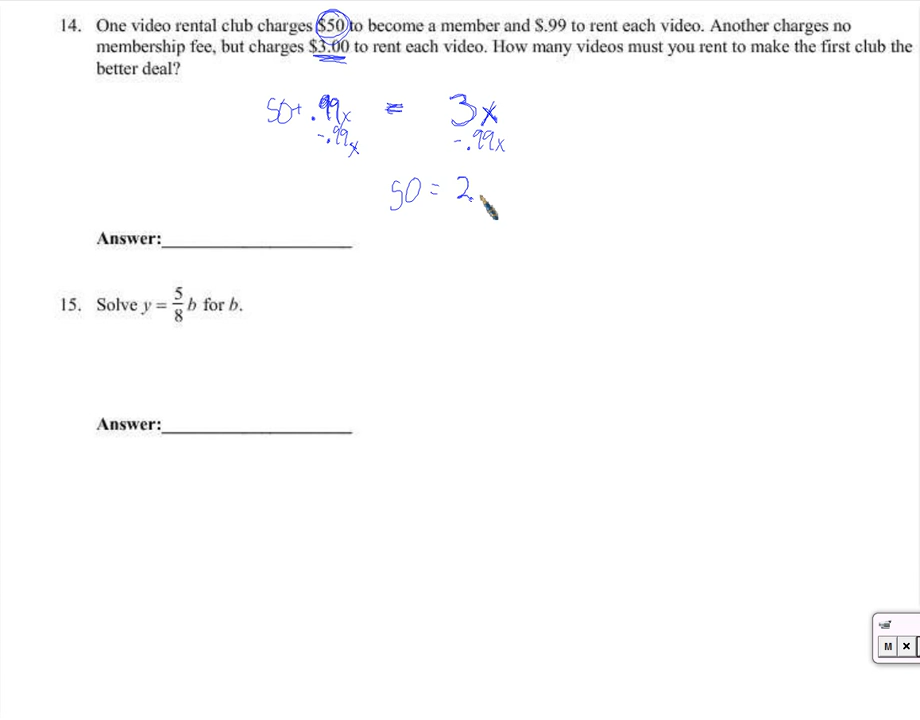 14. One video rental club charges $50 to become a member and $.99 to rent each video. Another charges no
membership fee, but charges $3.00 to rent each video. How many videos must you rent to make the first club the
better deal?
50+ .99x = 3x
-.99x -.99x
50 = 2.
Answer:____________________
15. Solve y = 5/8 b for b.
Answer:____________________
M ×